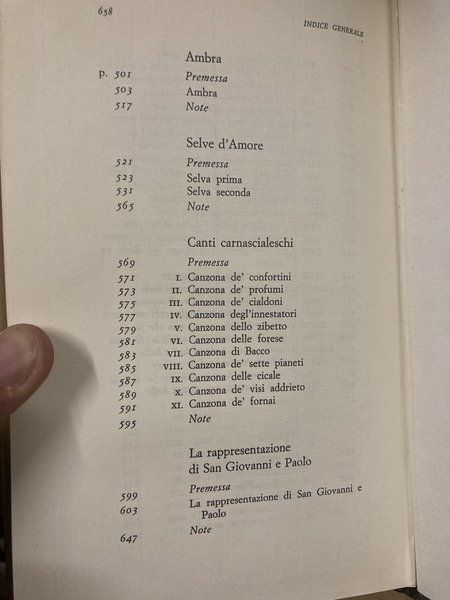 658
INDICE GENERALE
Ambra
p. 501 Premessa
503 Ambra
517 Note
Selve d'Amore
521 Premessa
523 Selva prima
531 Selva seconda
565 Note
Canti carnascialeschi
569 Premessa
571 I. Canzona de' confortini
573 II. Canzona de' profumi
575 III. Canzona de' cialdoni
577 IV. Canzona degl'innestatori
579 V. Canzona dello zibetto
581 VI. Canzona delle forese
583 VII. Canzona di Bacco
585 VIII. Canzona de' sette pianeti
587 IX. Canzona delle cicale
589 X. Canzona de' visi addrieto
591 XI. Canzona de' fornai
595 Note
La rappresentazione
di San Giovanni e Paolo
599 Premessa
603 La rappresentazione di San Giovanni e
Paolo
647 Note